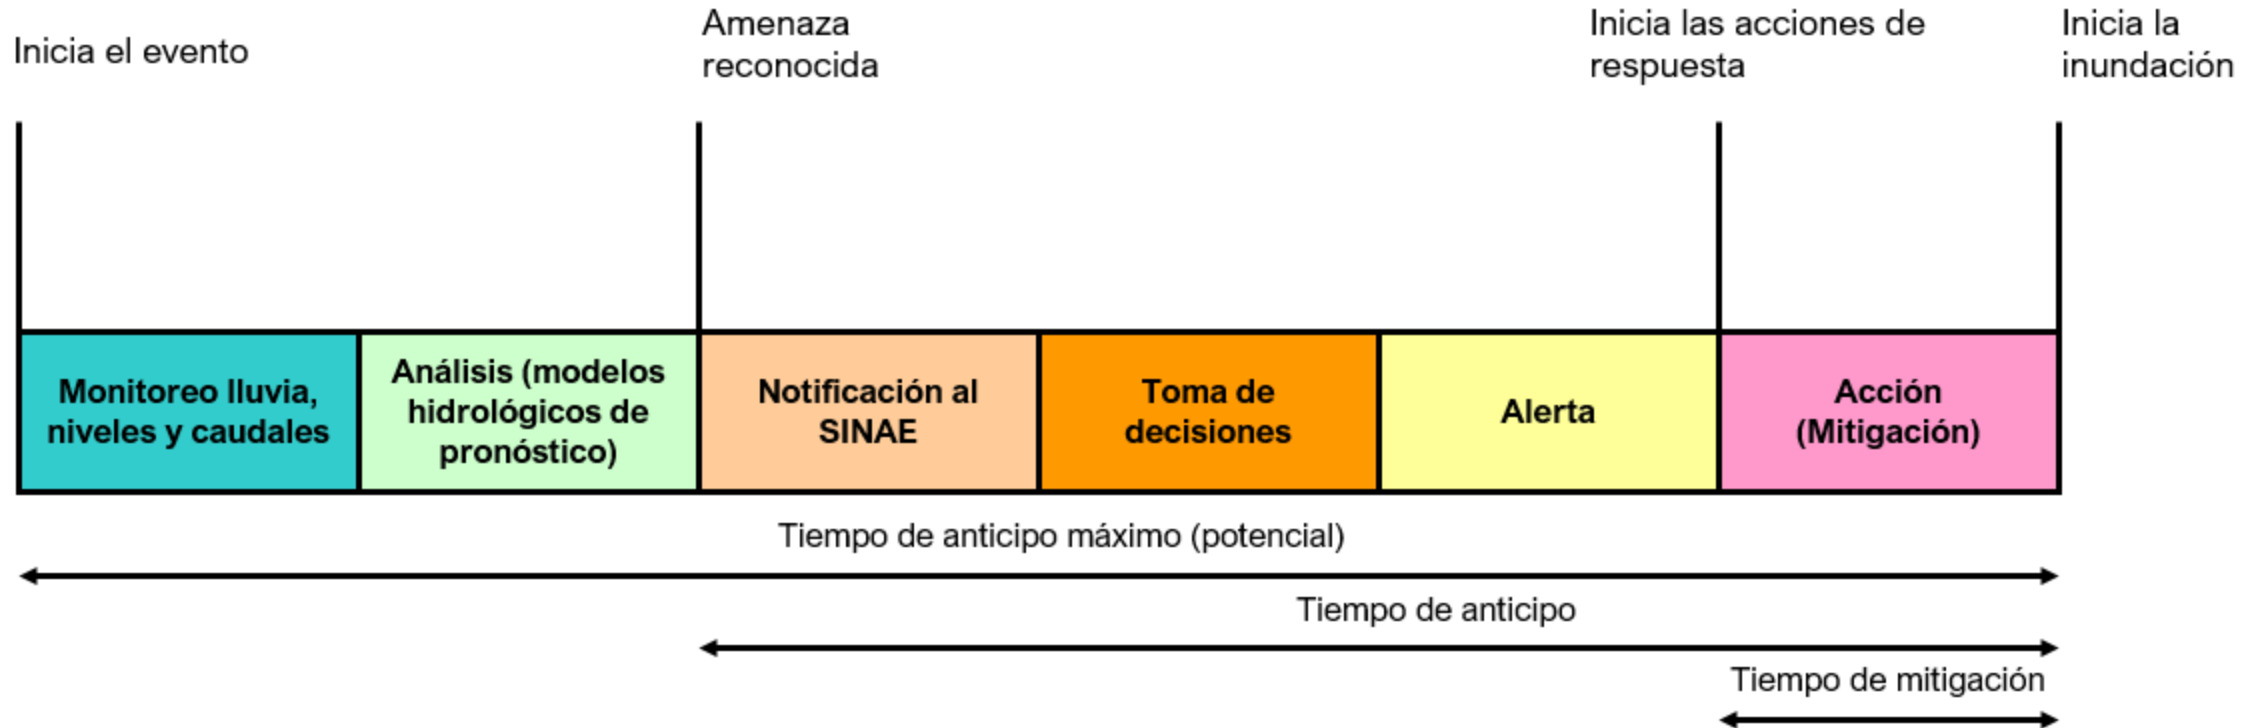 Inicia el evento
Amenaza
reconocida
Inicia las acciones de
respuesta
Inicia la
inundación
Monitoreo lluvia,
niveles y caudales
Análisis (modelos
hidrológicos de
pronóstico)
Notificación al
SINAE
Toma de
decisiones
Alerta
Acción
(Mitigación)
Tiempo de anticipo máximo (potencial)
Tiempo de anticipo
Tiempo de mitigación